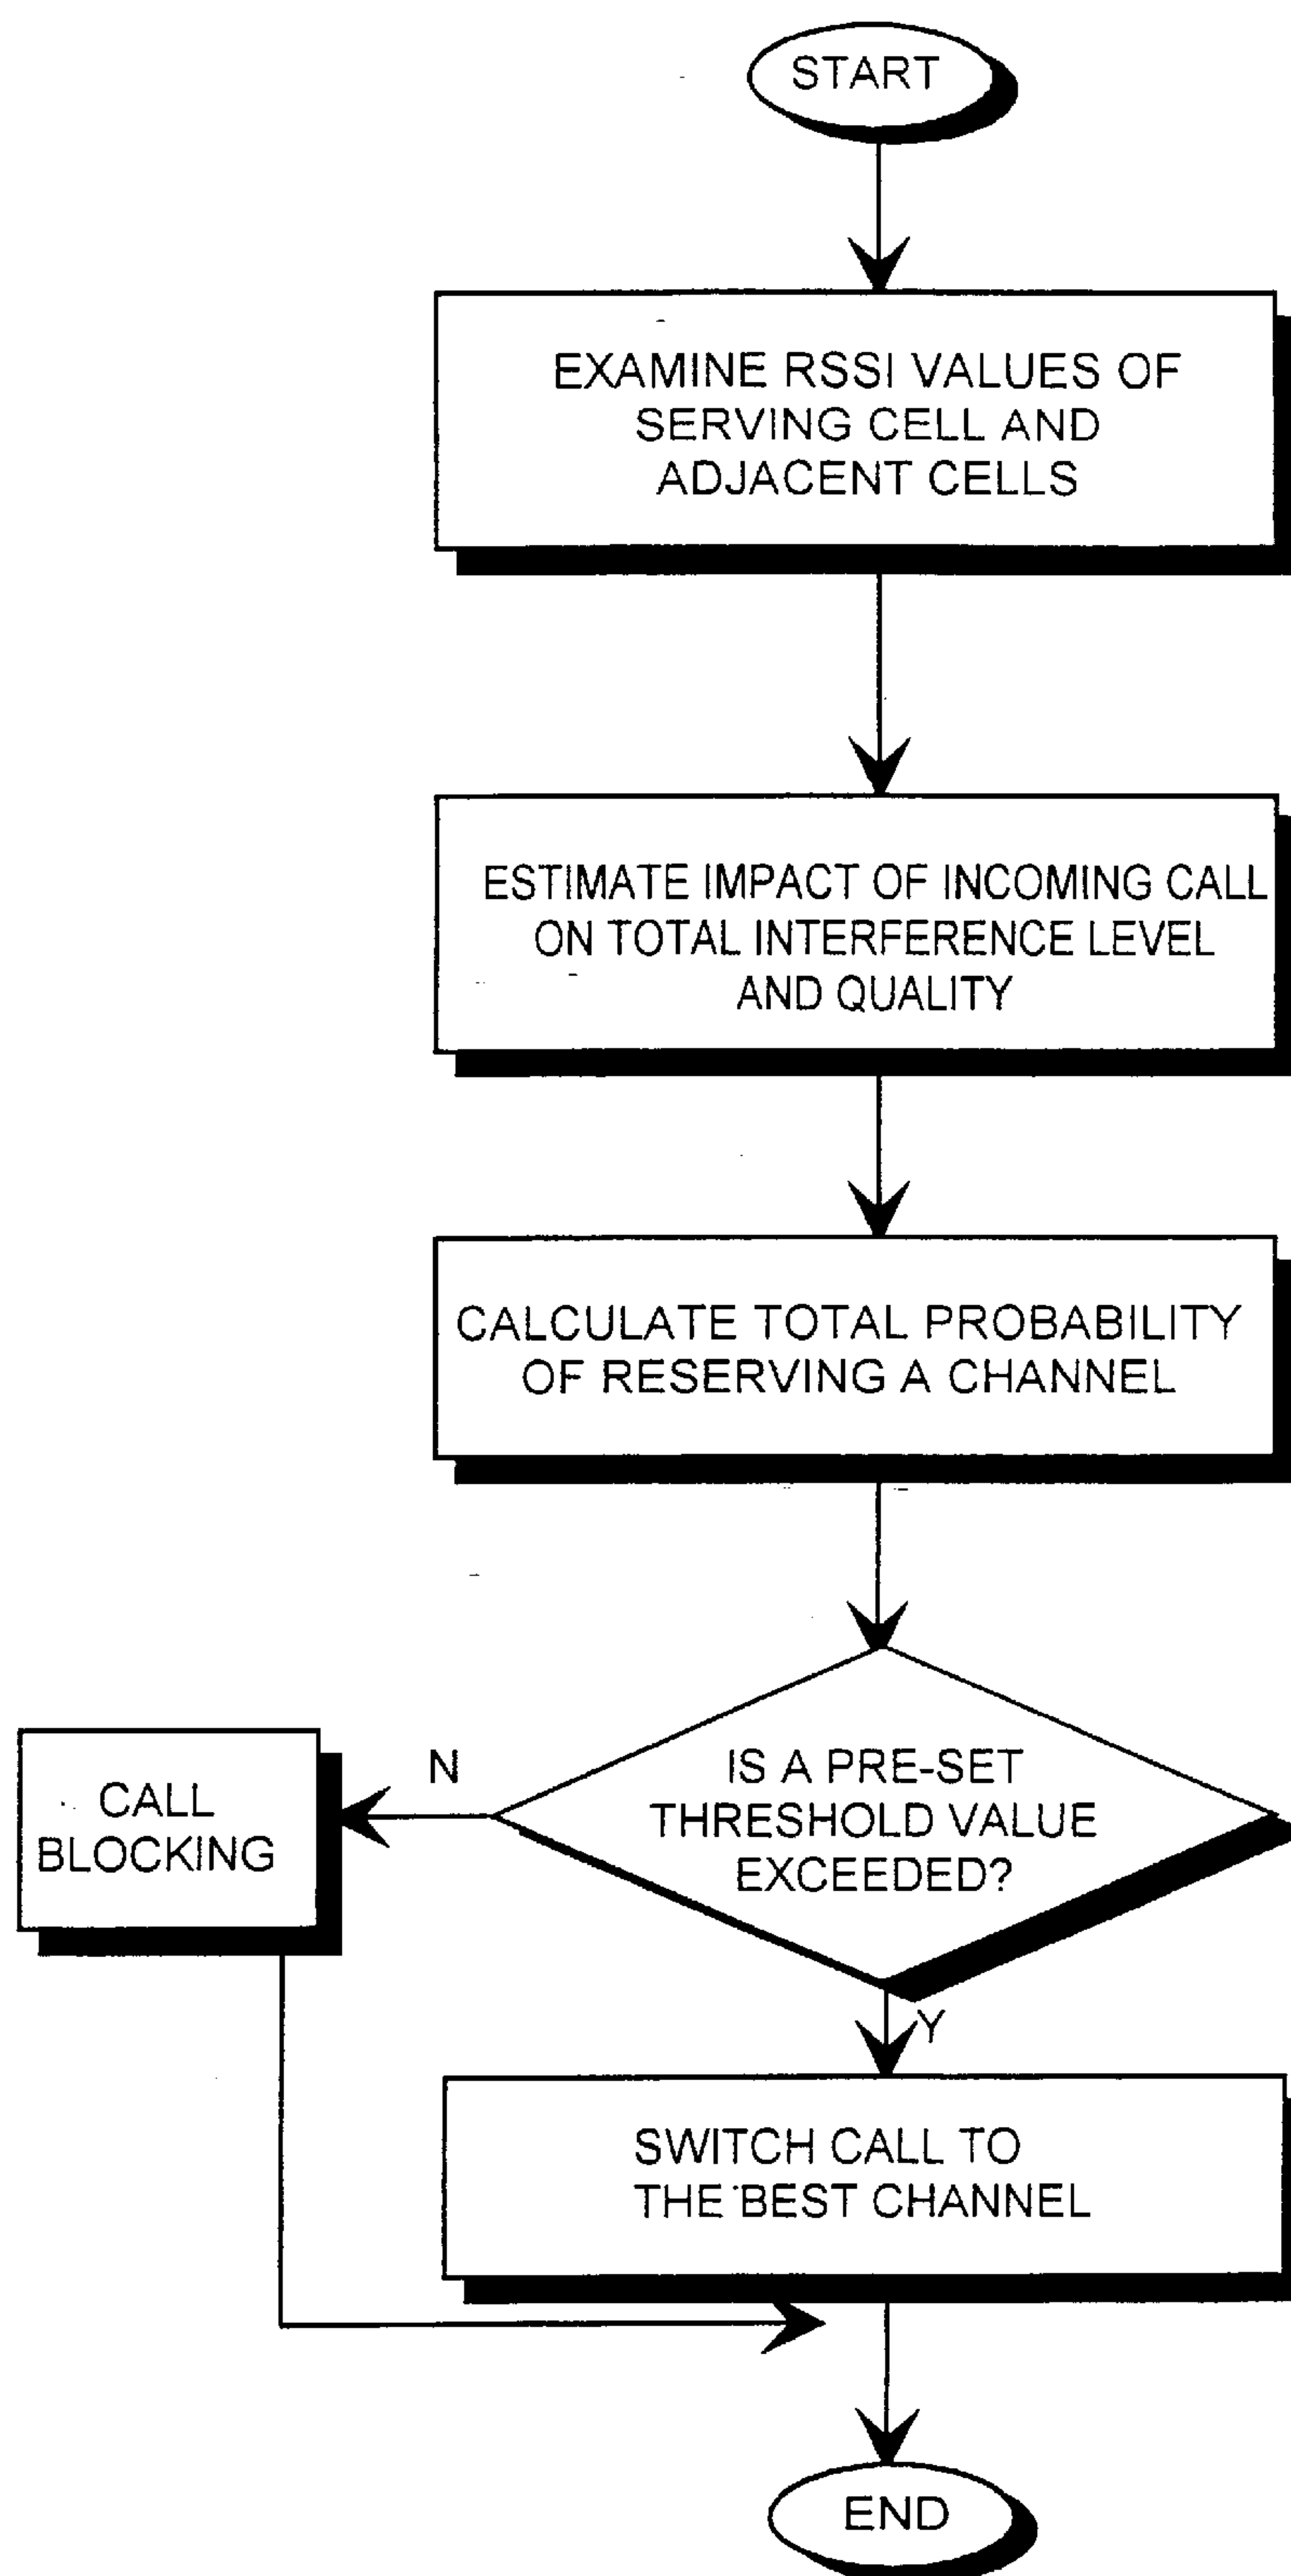 START
EXAMINE RSSI VALUES OF
SERVING CELL AND
ADJACENT CELLS
ESTIMATE IMPACT OF INCOMING CALL
ON TOTAL INTERFERENCE LEVEL
AND QUALITY
CALCULATE TOTAL PROBABILITY
OF RESERVING A CHANNEL
IS A PRE-SET
THRESHOLD VALUE
EXCEEDED?
N
CALL
BLOCKING
Y
SWITCH CALL TO
THE BEST CHANNEL
END